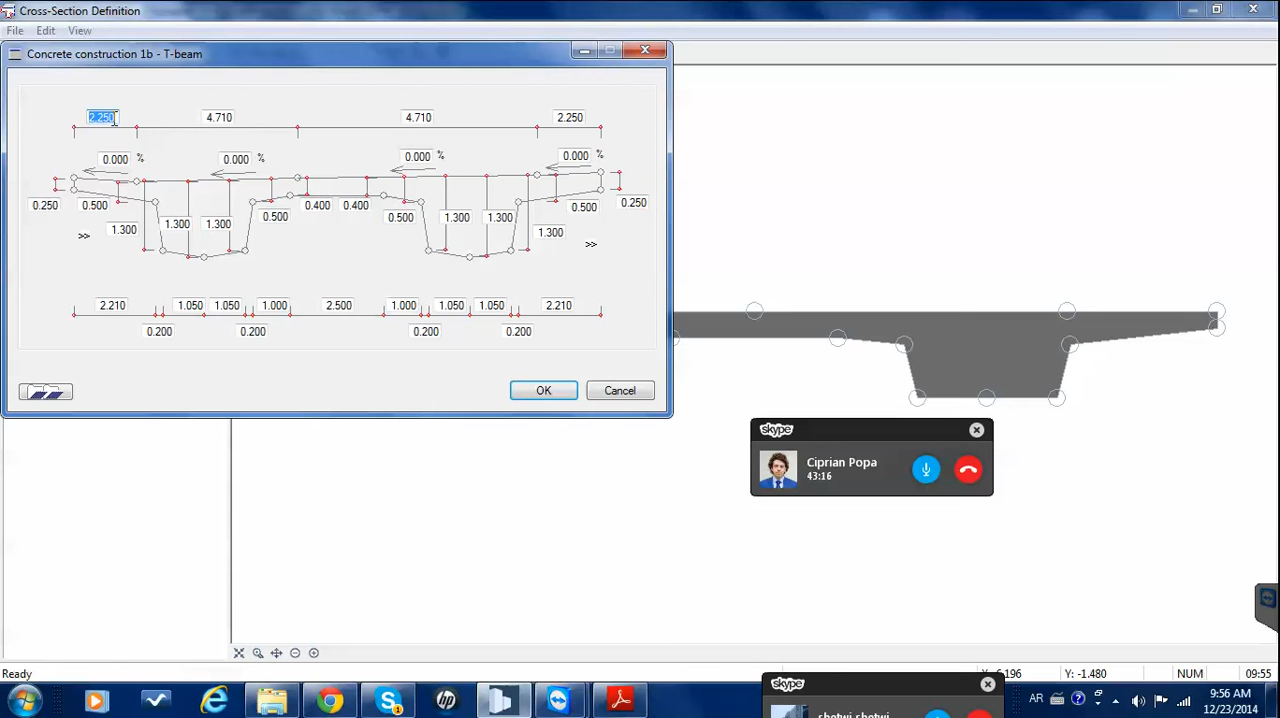 Cross-Section Definition
File Edit View
Concrete construction 1b - T-beam
2.250 4.710 4.710 2.250
0.000 % 0.000 % 0.000 % 0.000 %
0.250 0.500 0.500 0.400 0.400 0.500 0.500 0.250
1.300 1.300 1.300 1.300 1.300 1.300
>> >>
2.210 1.050 1.050 1.000 2.500 1.000 1.050 1.050 2.210
0.200 0.200 0.200 0.200
OK Cancel
skype
Ciprian Popa
43:16
Ready
Y: -1.480 NUM 09:55
skype
AR
9:56 AM
12/23/2014